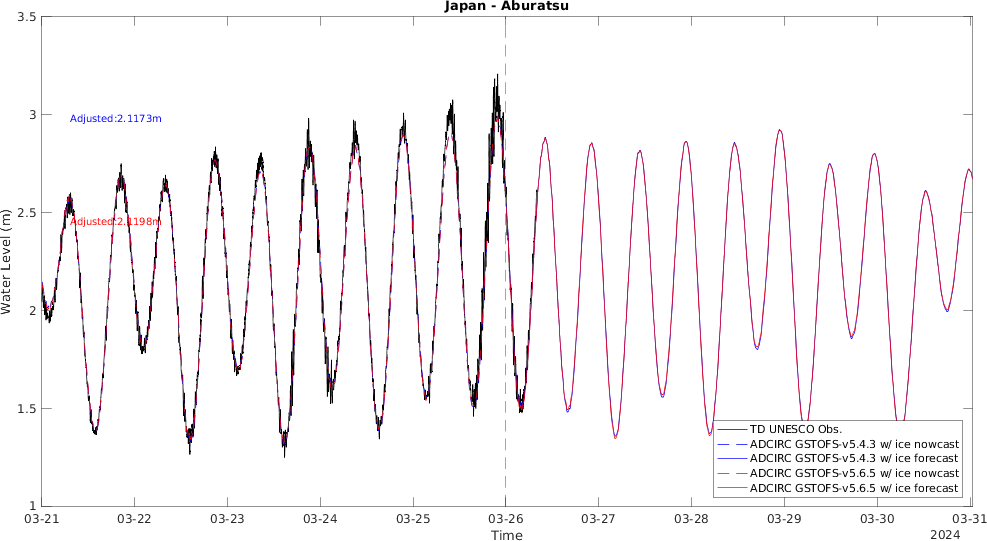 Japan - Aburatsu
3.5
3
2.5
2
1.5
1
Water Level (m)
Adjusted:2.1173m
Adjusted:2.1198m
TD UNESCO Obs.
ADCIRC GSTOFS-v5.4.3 w/ ice nowcast
ADCIRC GSTOFS-v5.4.3 w/ ice forecast
ADCIRC GSTOFS-v5.6.5 w/ ice nowcast
ADCIRC GSTOFS-v5.6.5 w/ ice forecast
03-21 03-22 03-23 03-24 03-25 03-26 03-27 03-28 03-29 03-30 03-31
Time
2024